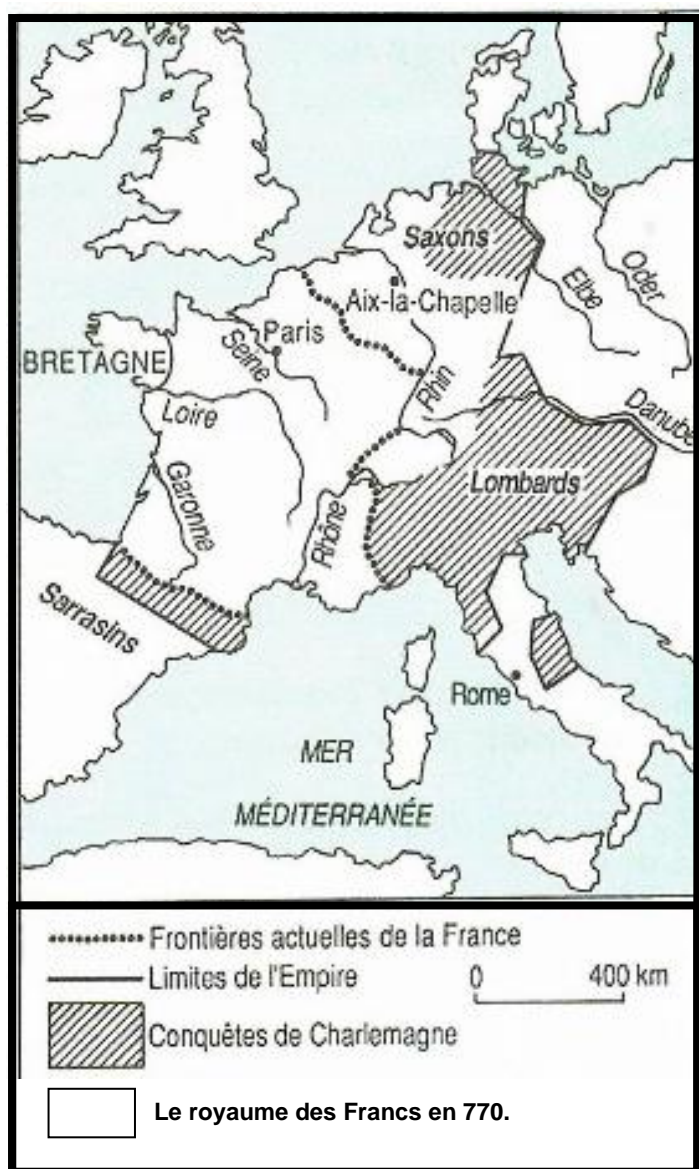 Saxons
Elbe
Oder
Aix-la-Chapelle
Paris
Seine
BRETAGNE
Rhin
Danube
Loire
Lombards
Garonne
Rhône
Sarrasins
Rome
MER
MÉDITERRANÉE
Frontières actuelles de la France
Limites de l'Empire
0 400 km
Conquêtes de Charlemagne
Le royaume des Francs en 770.